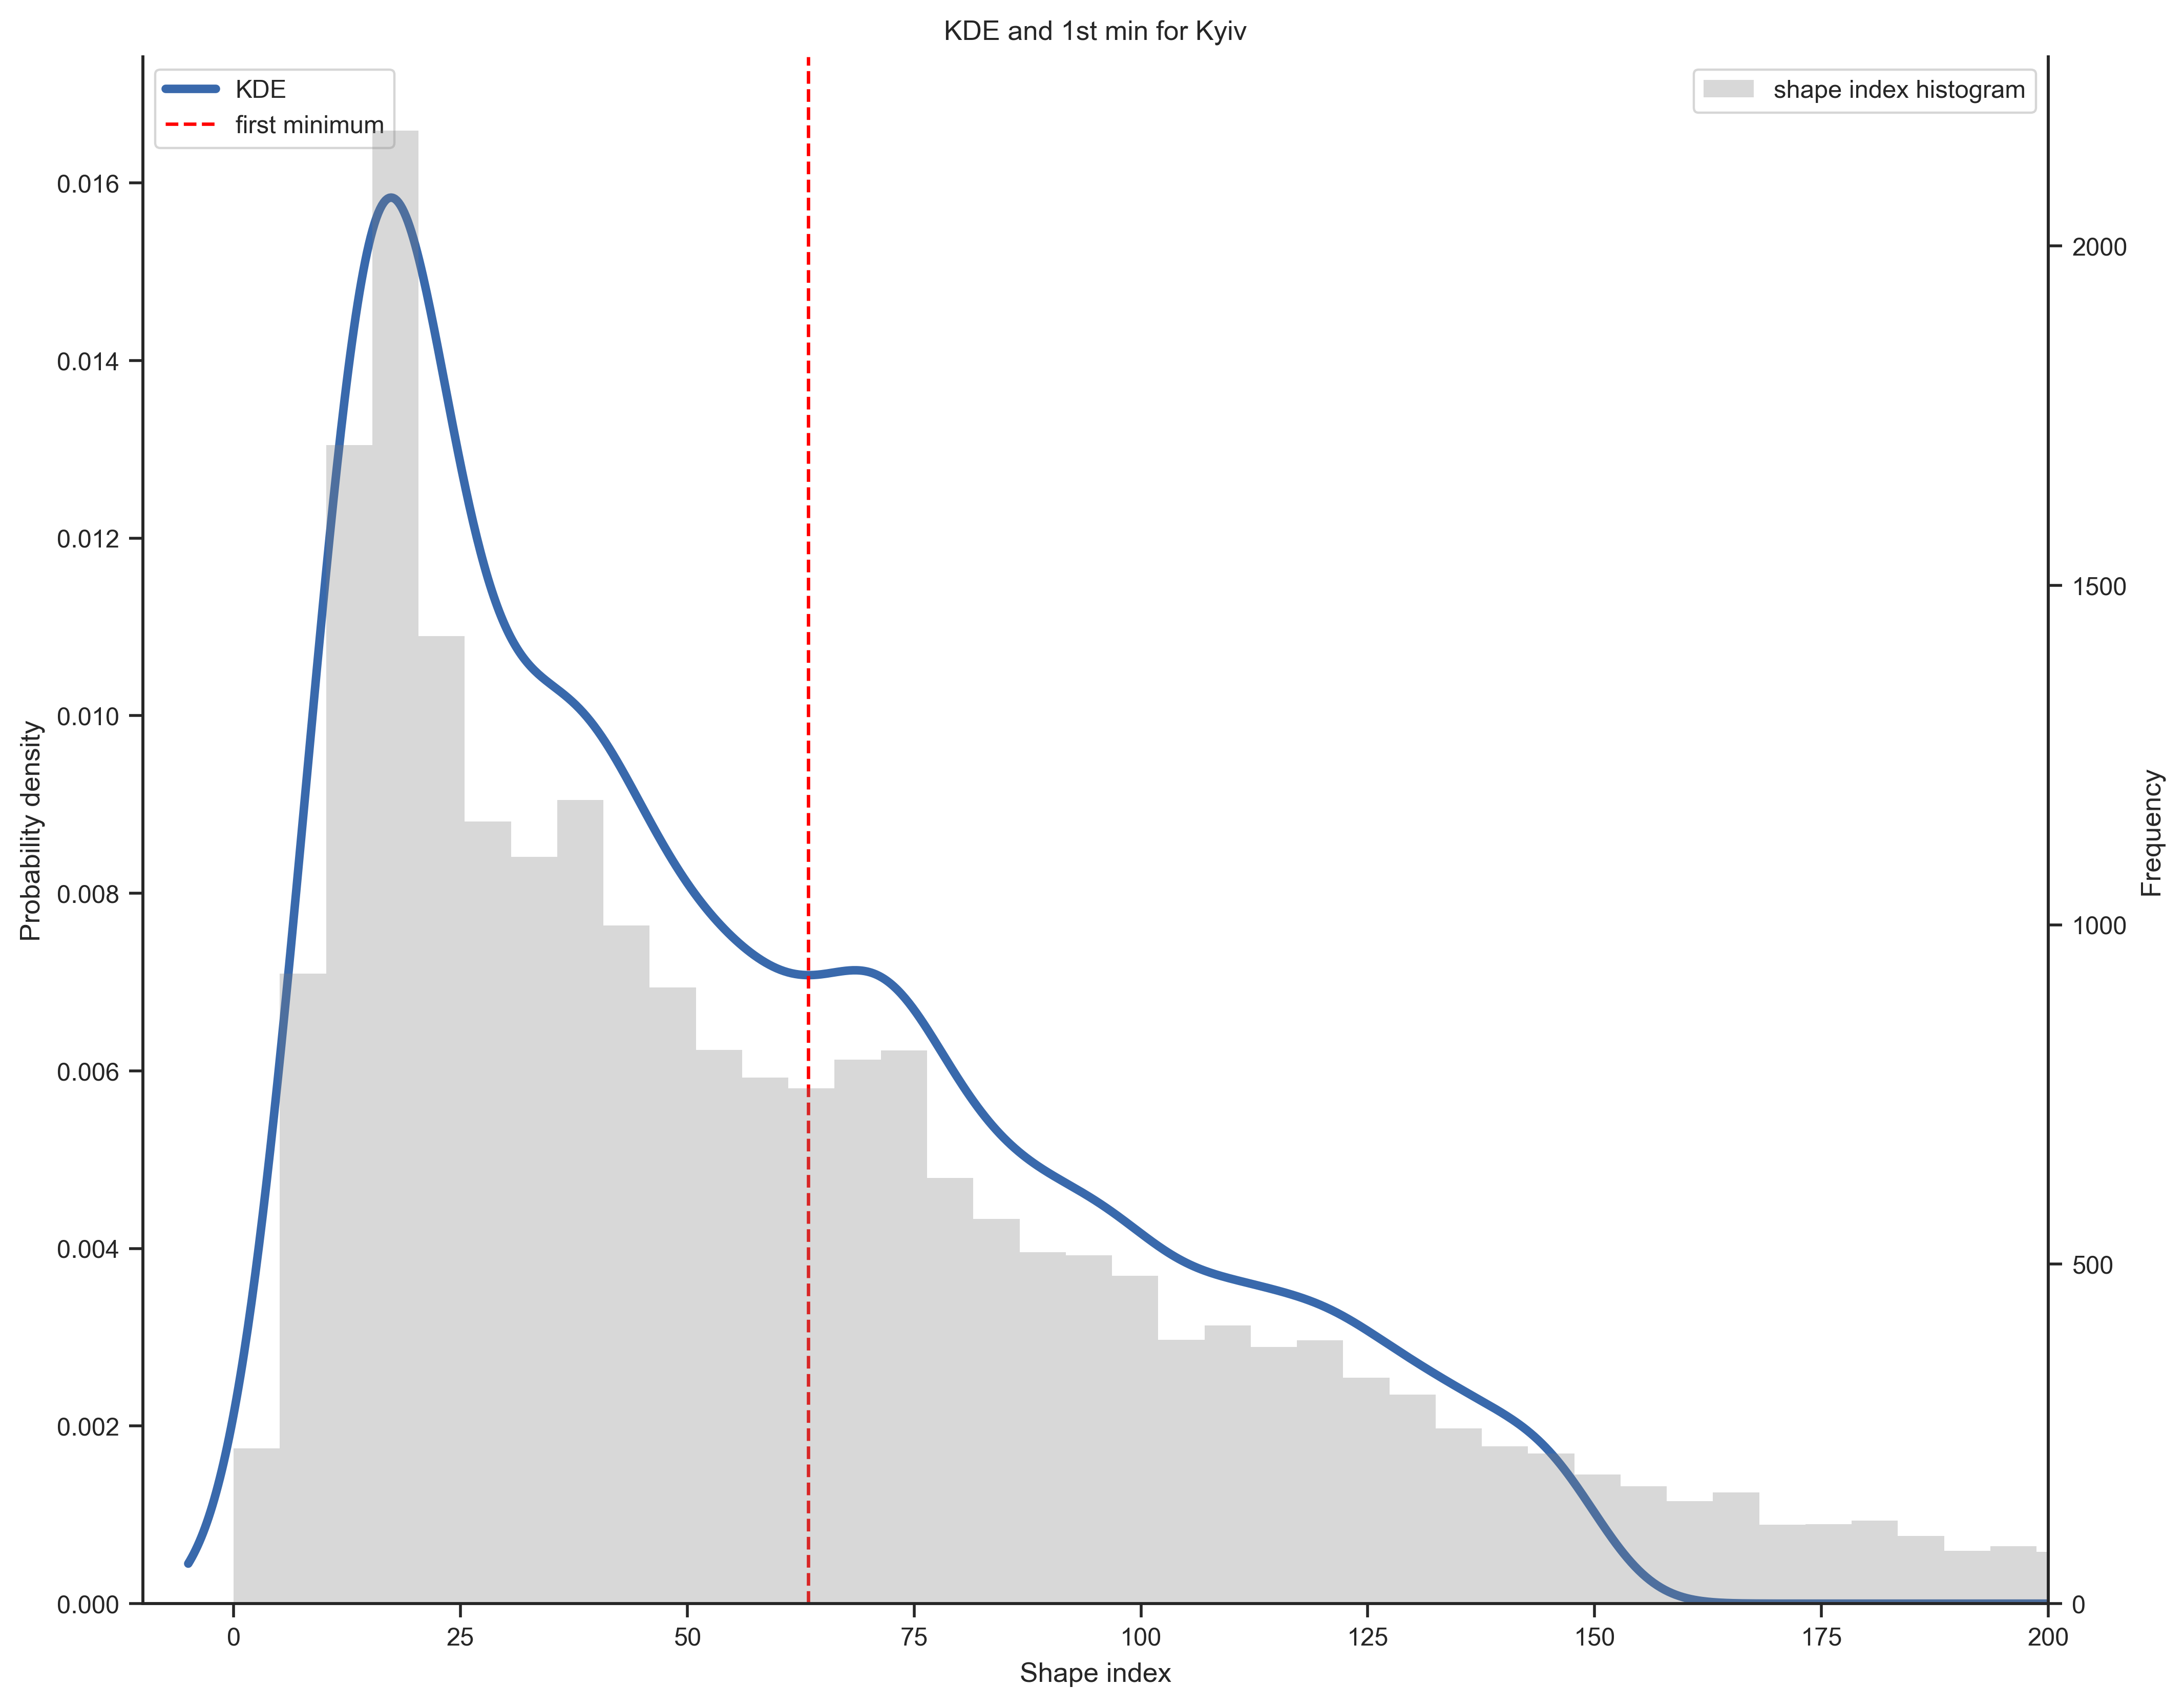 KDE and 1st min for Kyiv
KDE
first minimum
shape index histogram
0.016
0.014
0.012
0.010
0.008
0.006
0.004
0.002
0.000
Probability density
2000
1500
1000
500
0
Frequency
0 25 50 75 100 125 150 175 200
Shape index